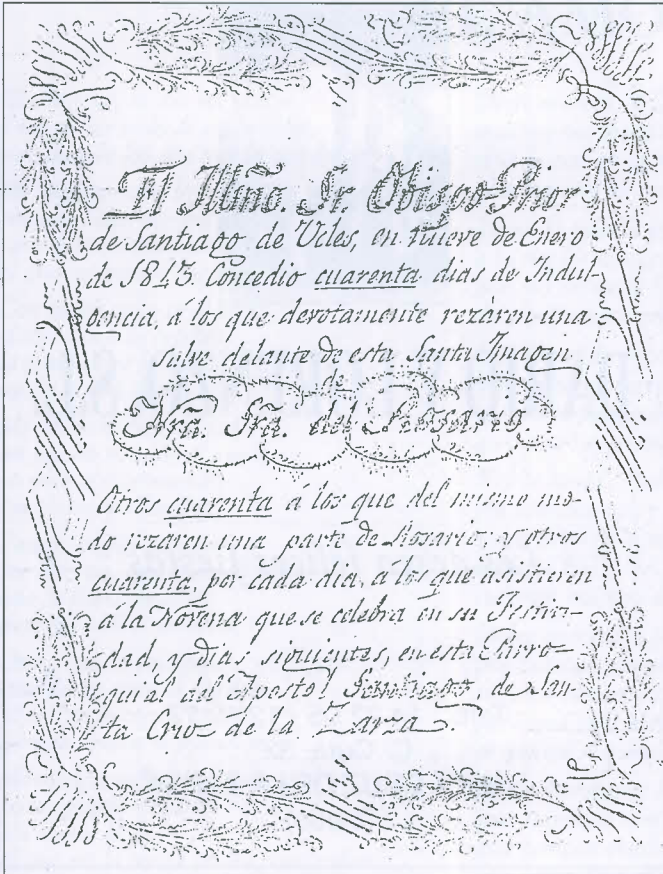 El Illmo. Sr. Obispo-Prior
de Santiago de Ucles, en nueve de Enero
de 1845. Concedio cuarenta dias de Indul-
gencia, á los que devotamente rezáren una
salve delante de esta Santa Imagen
de
Nrã. Srã. del Rosario.
Otros cuarenta á los que del mismo mo-
do rezáren una parte de Rosario; y otros
cuarenta, por cada dia, á los que asistieren
á la Novena que se celebra en su Festivi-
dad, y dias siguientes, en esta Parro-
quial del Apostol Santiago, de San-
ta Cruz de la Zarza.